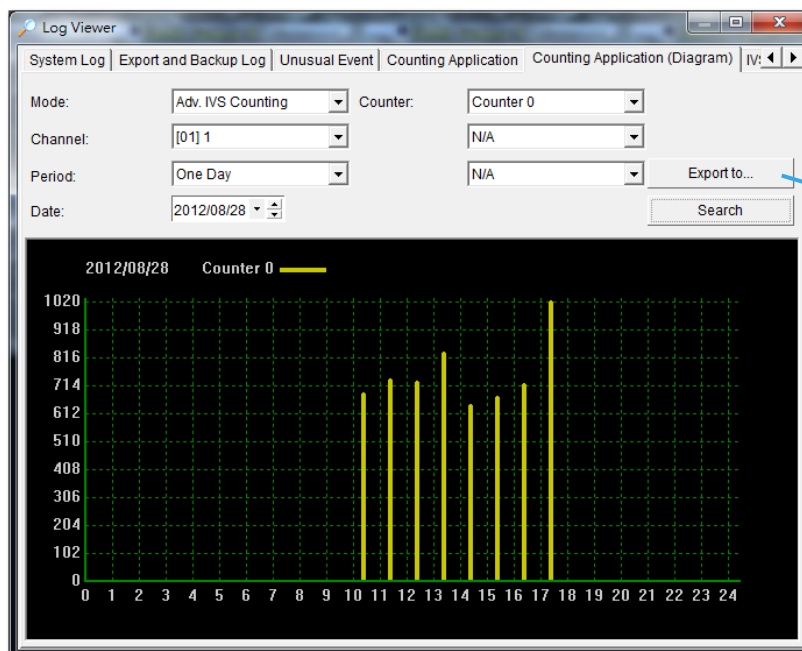 Log Viewer
System Log Export and Backup Log Unusual Event Counting Application Counting Application (Diagram)
Mode: Adv. IVS Counting Counter: Counter 0
Channel: [01] 1 N/A
Period: One Day N/A Export to...
Date: 2012/08/28 Search
2012/08/28 Counter 0
1020
918
816
714
612
510
408
306
204
102
0
0 1 2 3 4 5 6 7 8 9 10 11 12 13 14 15 16 17 18 19 20 21 22 23 24